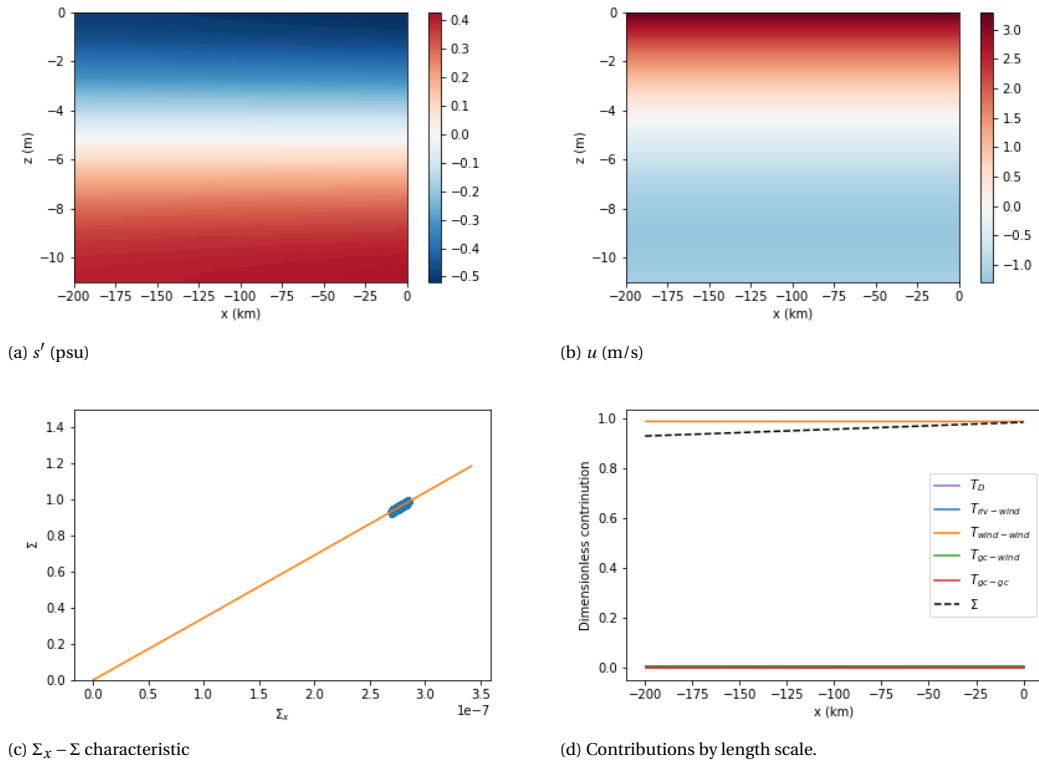 0
−2
−4
−6
−8
−10
z (m)
−200 −175 −150 −125 −100 −75 −50 −25 0
x (km)
0.4
0.3
0.2
0.1
0.0
−0.1
−0.2
−0.3
−0.4
−0.5
(a) s′ (psu)
0
−2
−4
−6
−8
−10
z (m)
−200 −175 −150 −125 −100 −75 −50 −25 0
x (km)
3.0
2.5
2.0
1.5
1.0
0.5
0.0
−0.5
−1.0
(b) u (m/s)
1.4
1.2
1.0
0.8
0.6
0.4
0.2
0.0
Σ
0.0 0.5 1.0 1.5 2.0 2.5 3.0 3.5
1e−7
Σx
(c) Σx − Σ characteristic
1.0
0.8
0.6
0.4
0.2
0.0
Dimensionless contrinution
TD
Triv−wind
Twind−wind
Tgc−wind
Tgc−gc
Σ
−200 −175 −150 −125 −100 −75 −50 −25 0
x (km)
(d) Contributions by length scale.